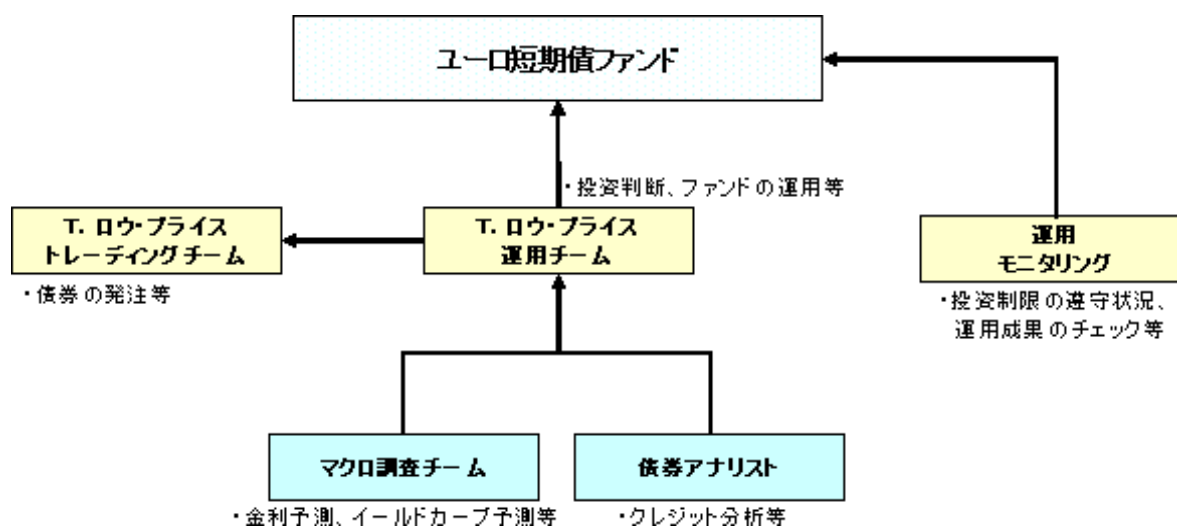 ユーロ短期債ファンド
・投資判断、ファンドの運用等
T. ロウ・プライス
トレーディングチーム
・債券の発注等
T. ロウ・プライス
運用チーム
運用
モニタリング
・投資制限の遵守状況、
運用成果のチェック等
マクロ調査チーム
・金利予測、イールドカーブ予測等
債券アナリスト
・クレジット分析等